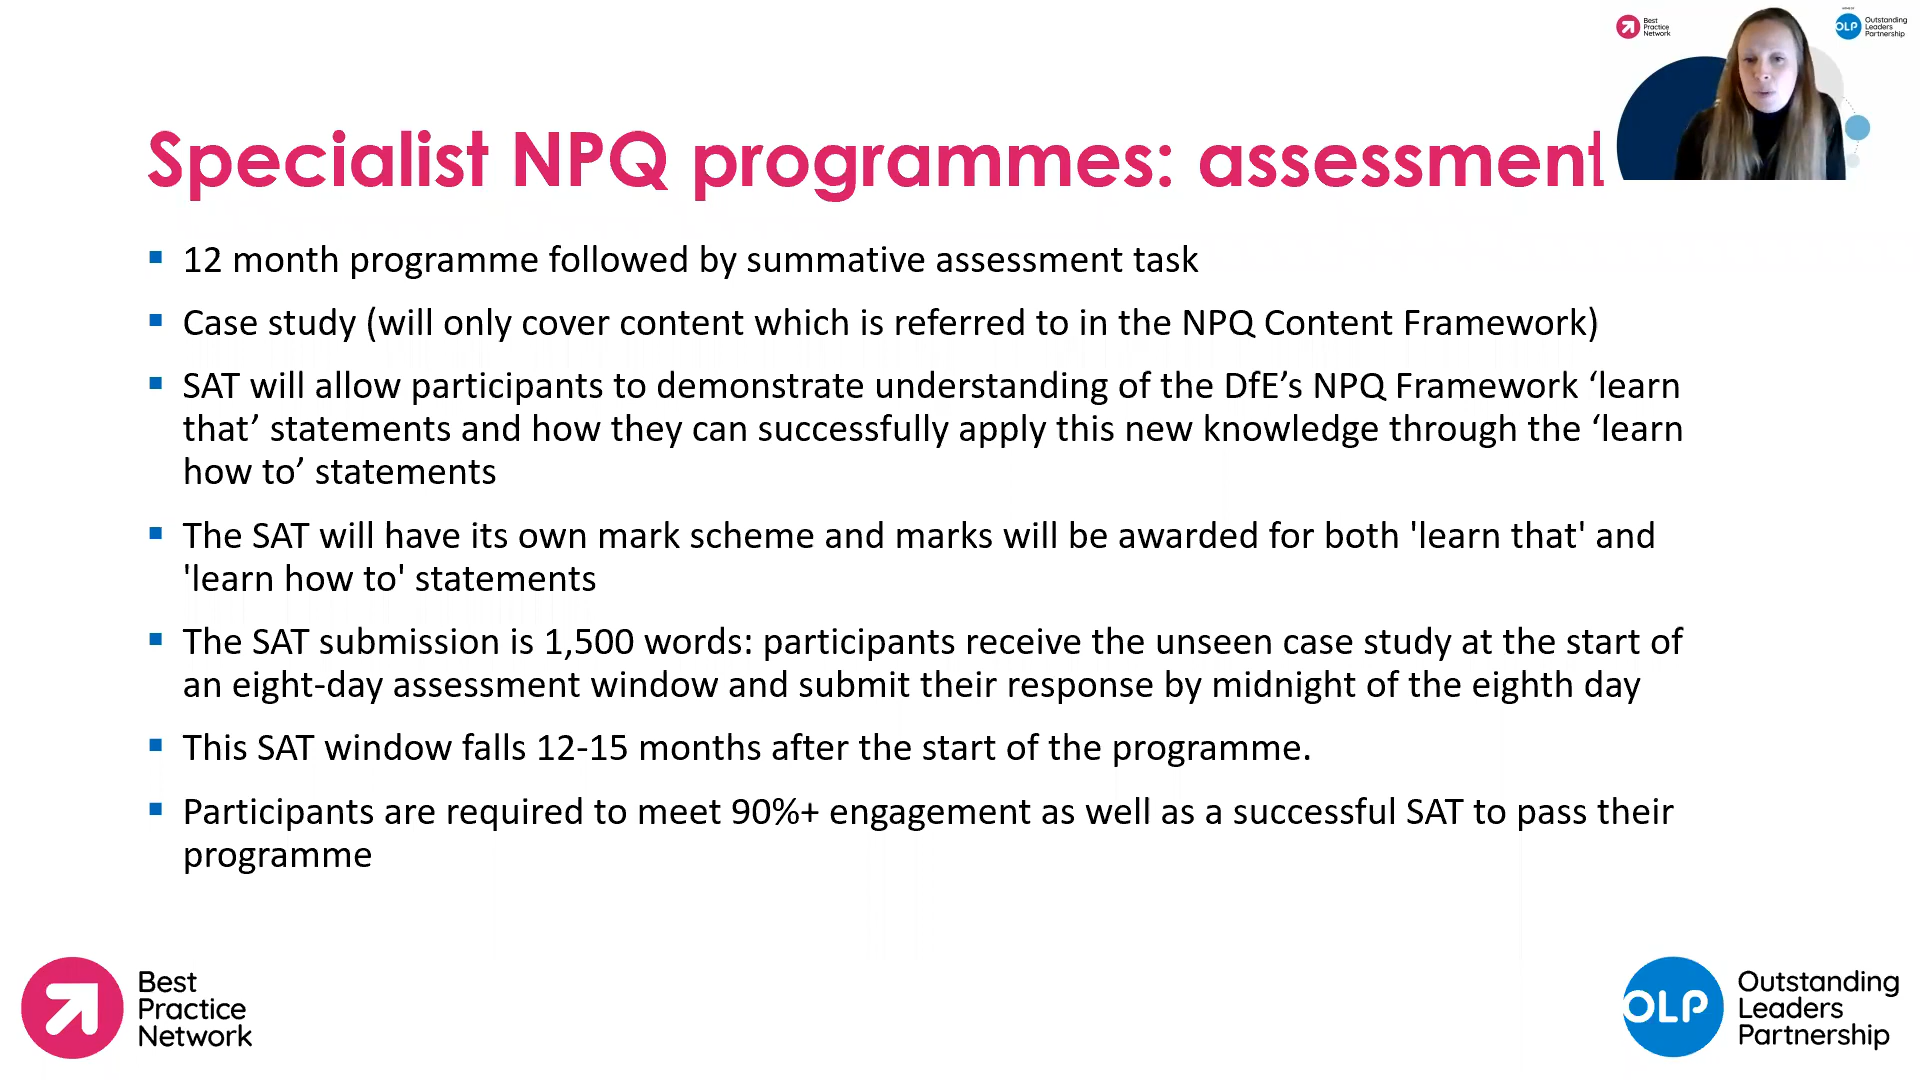 Specialist NPQ programmes: assessment
12 month programme followed by summative assessment task
Case study (will only cover content which is referred to in the NPQ Content Framework)
SAT will allow participants to demonstrate understanding of the DfE’s NPQ Framework ‘learn
that’ statements and how they can successfully apply this new knowledge through the ‘learn
how to’ statements
The SAT will have its own mark scheme and marks will be awarded for both 'learn that' and
'learn how to' statements
The SAT submission is 1,500 words: participants receive the unseen case study at the start of
an eight-day assessment window and submit their response by midnight of the eighth day
This SAT window falls 12-15 months after the start of the programme.
Participants are required to meet 90%+ engagement as well as a successful SAT to pass their
programme
Best
Practice
Network
OLP
Outstanding
Leaders
Partnership
Best
Practice
Network
OLP
Outstanding
Leaders
Partnership